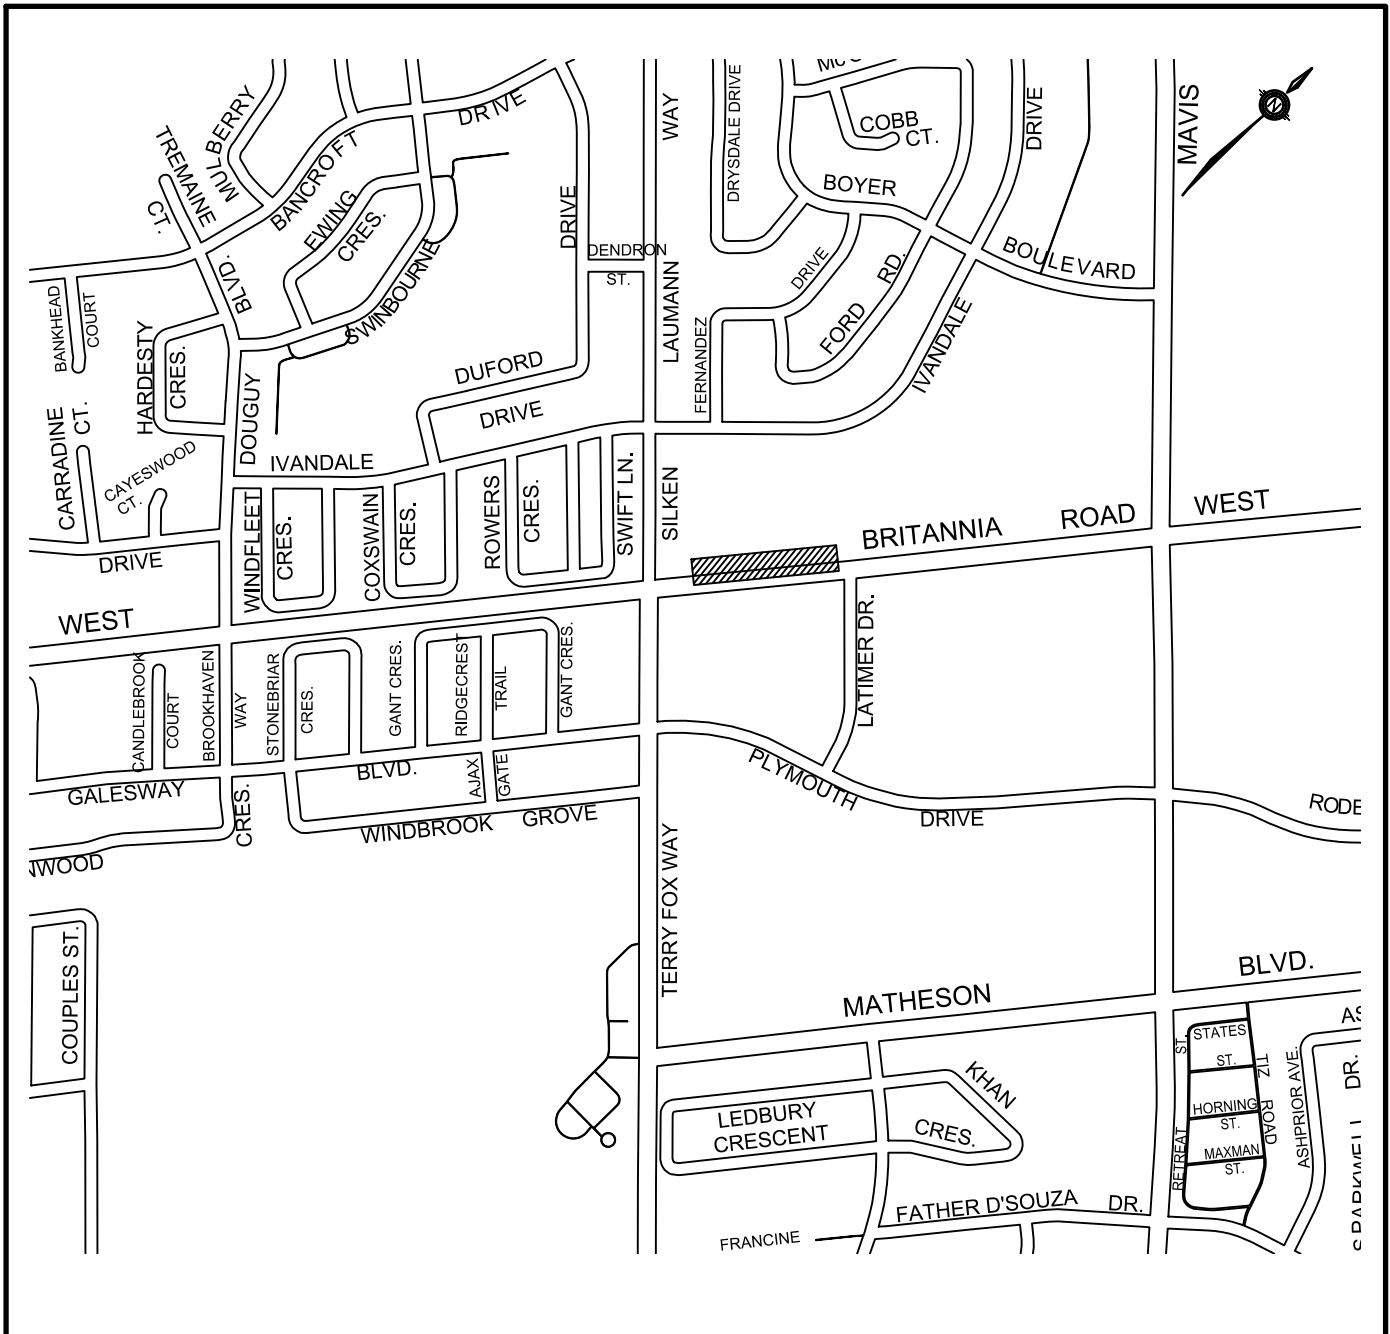 MULBERRY
TREMAINE
CT.
BANCROFT
DRIVE
EWING
CRES.
SWINBOURNE
BLVD.
BANKHEAD
COURT
HARDESTY
CRES.
DOUGUY
CARRADINE
CT.
CAYESWOOD
CT.
DRIVE
DRIVE
DENDRON
ST.
DUFORD
DRIVE
IVANDALE
WAY
LAUMANN
SILKEN
DRYSDALE DRIVE
COBB
CT.
BOYER
BOULEVARD
DRIVE
DRIVE
FORD
RD.
IVANDALE
FERNANDEZ
MAVIS
N
WINDFLEET
CRES.
COXSWAIN
CRES.
ROWERS
CRES.
SWIFT LN.
BRITANNIA
ROAD
WEST
WEST
LATIMER DR.
CANDLEBROOK
COURT
BROOKHAVEN
WAY
STONEBRIAR
CRES.
GANT CRES.
RIDGECREST
TRAIL
GANT CRES.
GALESWAY
BLVD.
AJAX
GATE
WINDBROOK
GROVE
CRES.
NWOOD
PLYMOUTH
DRIVE
RODE
TERRY FOX WAY
COUPLES ST.
MATHESON
BLVD.
LEDBURY
CRESCENT
KHAN
CRES.
FATHER D'SOUZA
DR.
FRANCINE
ST.
RETREAT
STATES
ST.
HORNING
ST.
MAXMAN
ST.
TIZ
ROAD
ASHPRIOR AVE.
AS
DR.
SPARKWELL